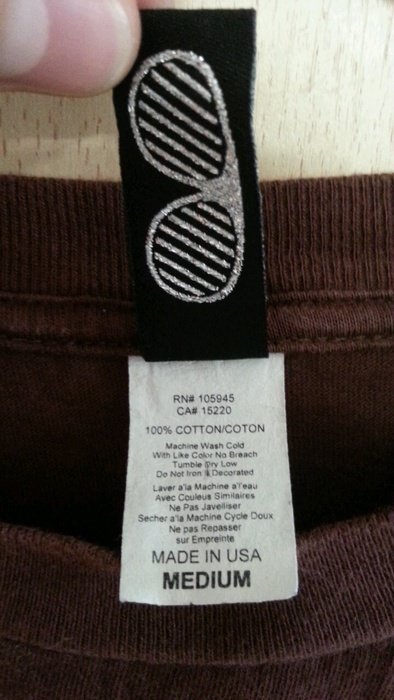 RN# 105945
CA# 15220
100% COTTON/COTON
Machine Wash Cold
With Like Color No Breach
Tumble Dry Low
Do Not Iron If Decorated
Laver a'la Machine a'l'eau
Avec Couleus Similaires
Ne Pas Javelliser
Secher a'la Machine Cycle Doux
Ne pas Repasser
sur Empreinte
MADE IN USA
MEDIUM